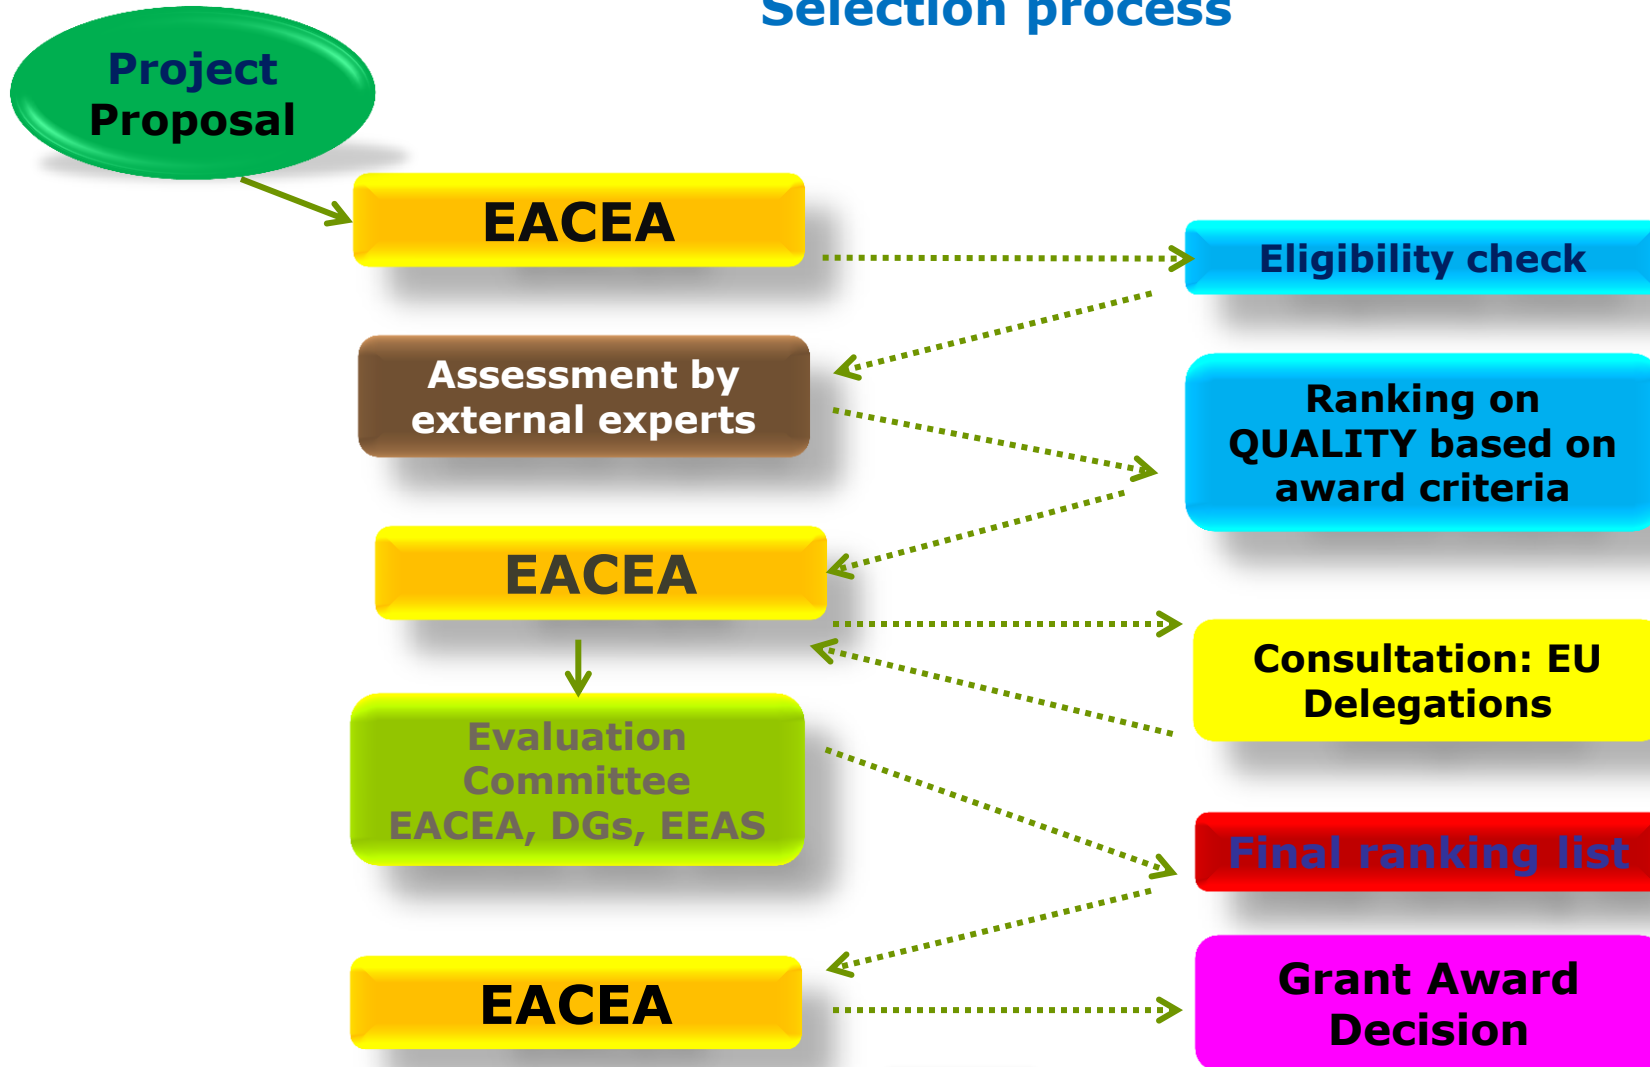 Selection process
Project
Proposal
EACEA
Eligibility check
Assessment by
external experts
Ranking on
QUALITY based on
award criteria
EACEA
Consultation: EU
Delegations
Evaluation
Committee
EACEA, DGs, EEAS
Final ranking list
EACEA
Grant Award
Decision